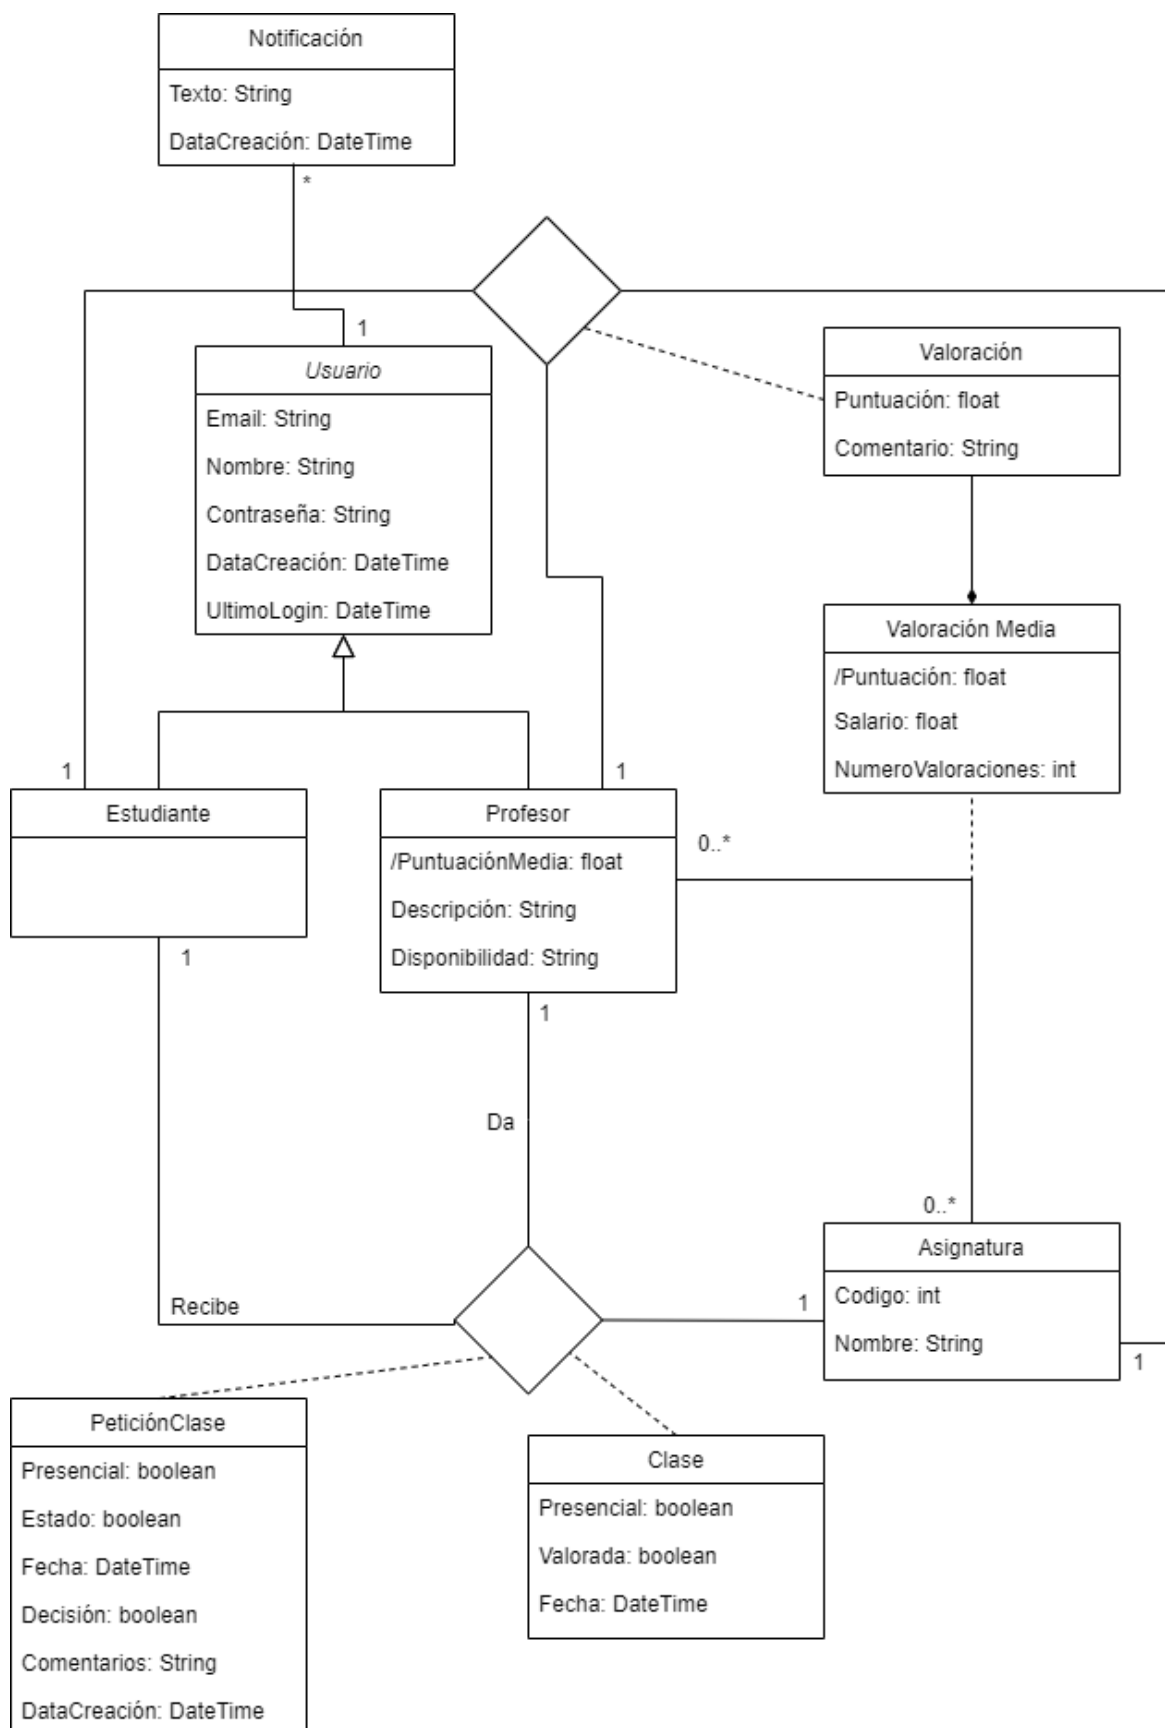 Notificación
Texto: String
DataCreación: DateTime
*
1
Usuario
Email: String
Nombre: String
Contraseña: String
DataCreación: DateTime
UltimoLogin: DateTime
Valoración
Puntuación: float
Comentario: String
Valoración Media
/Puntuación: float
Salario: float
NumeroValoraciones: int
1
1
Estudiante
1
Profesor
/PuntuaciónMedia: float
Descripción: String
Disponibilidad: String
0..*
1
Da
0..*
Asignatura
Codigo: int
Nombre: String
1
1
Recibe
PeticiónClase
Presencial: boolean
Estado: boolean
Fecha: DateTime
Decisión: boolean
Comentarios: String
DataCreación: DateTime
Clase
Presencial: boolean
Valorada: boolean
Fecha: DateTime